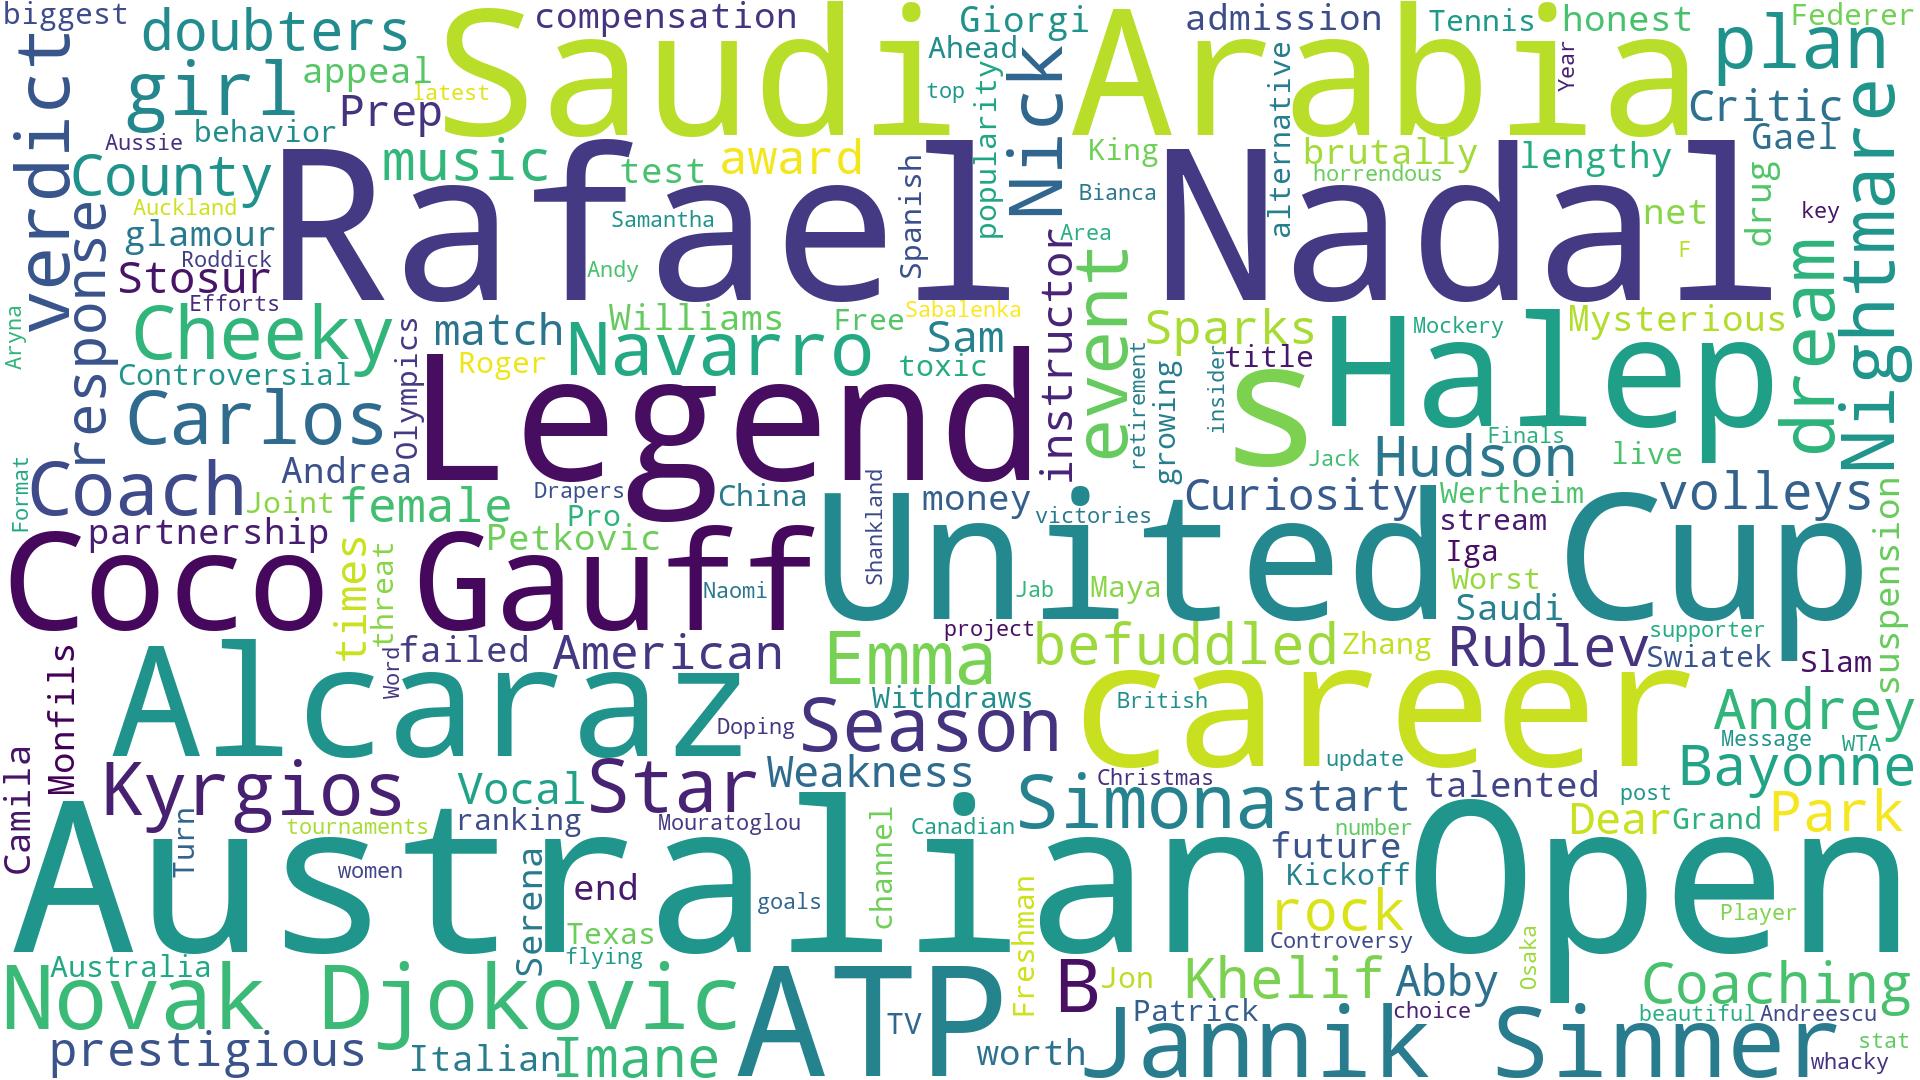 biggest
doubters
compensation
Saudi Arabia
Giorgi
admission
Tennis
honest
Federer
plan
verdict
girl
appeal
latest
Prep
Ahead
top
popularity
Nick
alternative
Year
Critic
Gael
Nightmare
Aussie
behavior
County
music
test
award
Spanish
King
brutally
horrendous
lengthy
drug
key
Auckland
glamour
Roddick
Stosur
Efforts
response
Rafael Nadal
Samantha
Andy
Bianca
Area
net
F
dream
Aryna
Cheeky
Controversial
Carlos
Olympics
match
Roger
Williams
Navarro
Free
Sabalenka
Sam
toxic
instructor
event
retirement
growing
Sparks
insider
title
s
Mockery
Mysterious
Halep
Legend
Format
Coach
Andrea
Joint
female
Drapers
Pro
China
Shankland
money
victories
Curiosity
Jack
Hudson
Finals
live
Wertheim
volleys
suspension
partnership
Coco Gauff
times
threat
Petkovic
Naomi
United Cup
Jab
Maya
stream
Iga
Worst
Saudi
project
befuddled
Zhang
Rublev
supporter
Swiatek
Slam
Monfils
Alcaraz
Word
failed
American
Emma
Withdraws
Doping
Season
British
career
update
Andrey
Message
WTA
Bayonne
Camila
Kyrgios
Vocal
Star
Weakness
Simona
Christmas
start
talented
post
Dear
Grand
Park
tournaments
ranking
Mouratoglou
Canadian
number
future
Kickoff
Turn
women
Australian Open
Serena
end
goals
channel
Freshman
rock
Controversy
Player
Texas
flying
Australia
Novak Djokovic
ATP
TV
B
Jon
Khelif
Abby
Osaka
Coaching
prestigious
Italian
Imane
worth
Patrick
Jannik Sinner
choice
beautiful
Andreescu
stat
whacky